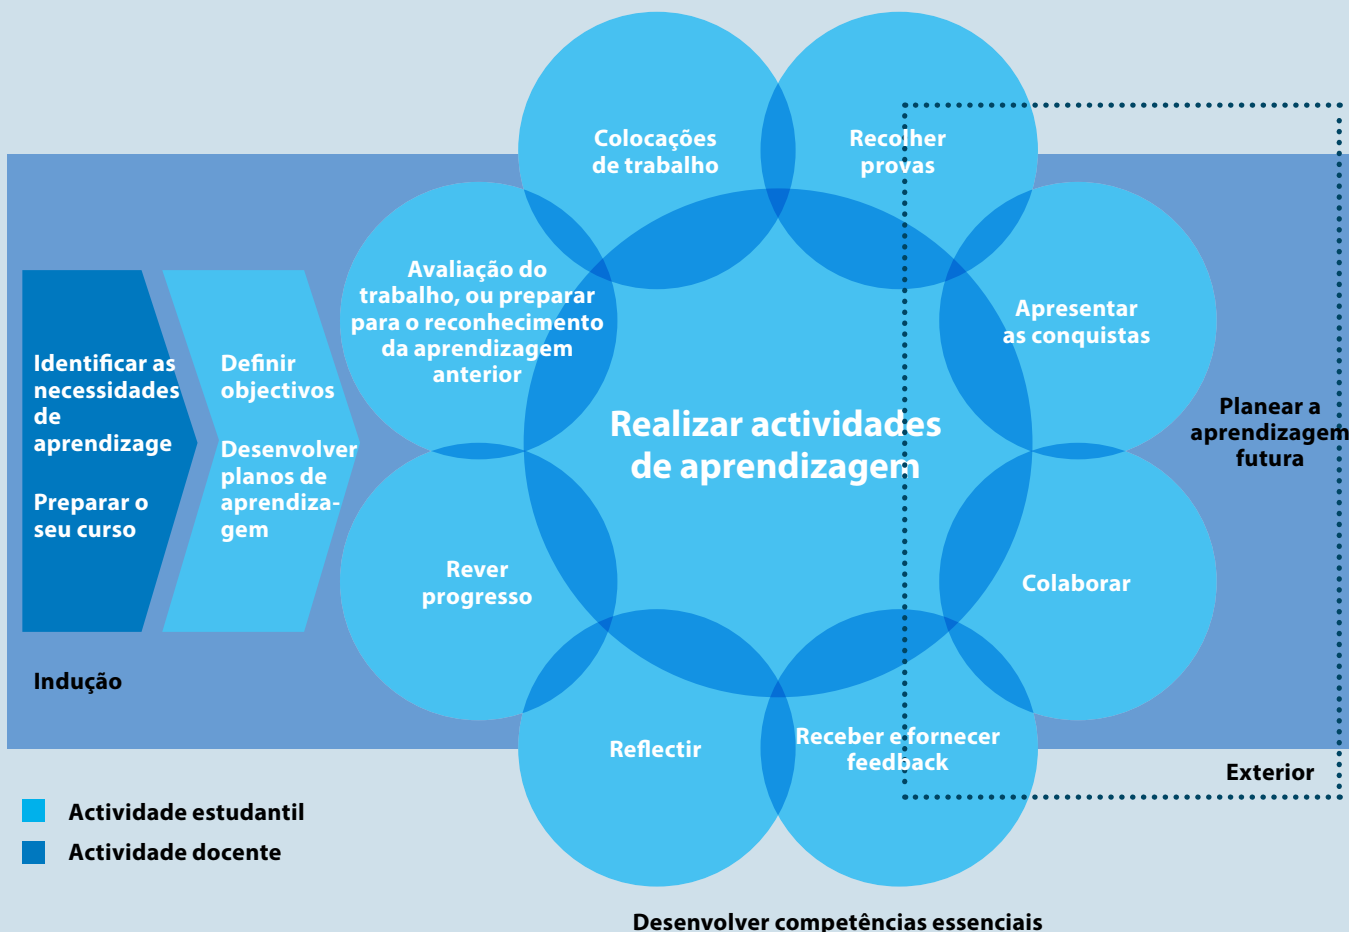 Colocações
de trabalho
Recolher
provas
Avaliação do
trabalho, ou preparar
para o reconhecimento
da aprendizagem
anterior
Apresentar
as conquistas
Identificar as
necessidades
de
aprendizage
Preparar o
seu curso
Definir
objectivos
Desenvolver
planos de
aprendiza-
gem
Realizar actividades
de aprendizagem
Planear a
aprendizagem
futura
Rever
progresso
Colaborar
Indução
Reflectir
Receber e fornecer
feedback
Exterior
Actividade estudantil
Actividade docente
Desenvolver competências essenciais